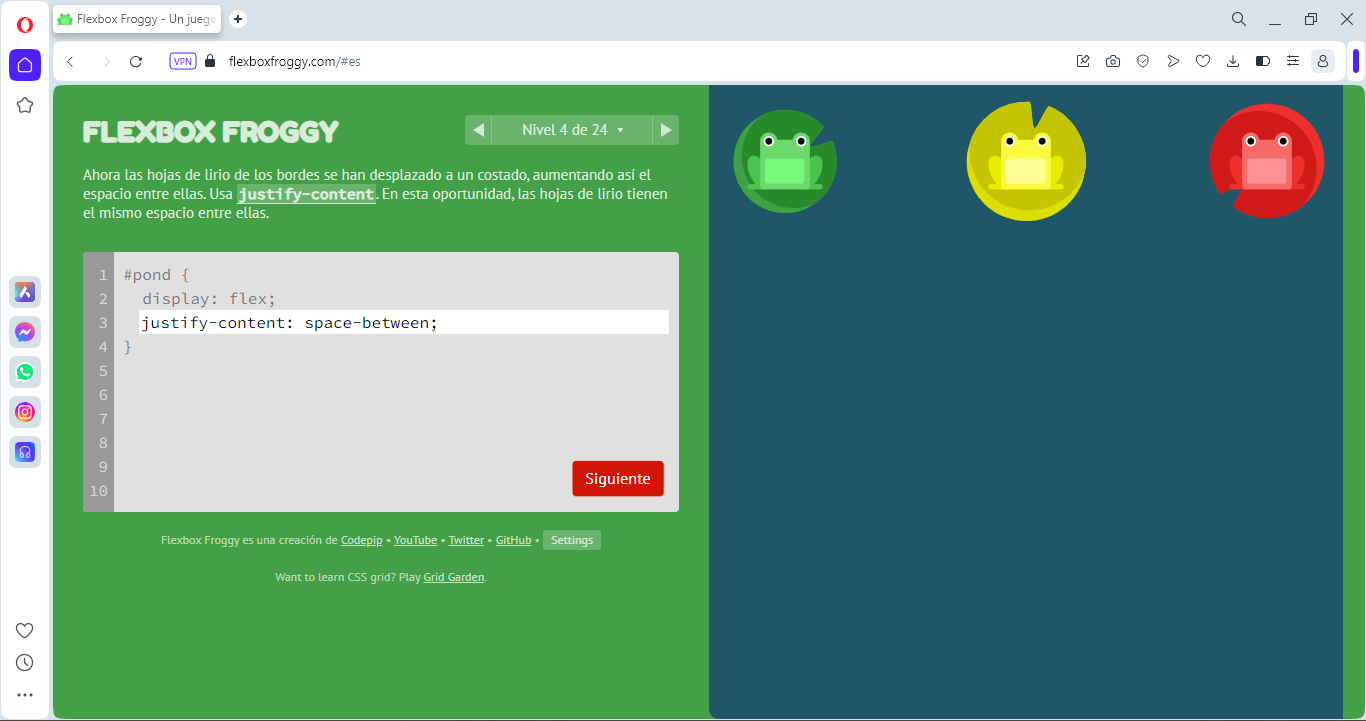 Flexbox Froggy - Un juego
VPN
flexboxfroggy.com/#es
FLEXBOX FROGGY
Nivel 4 de 24
Ahora las hojas de lirio de los bordes se han desplazado a un costado, aumentando así el
espacio entre ellas. Usa justify-content. En esta oportunidad, las hojas de lirio tienen
el mismo espacio entre ellas.
1 #pond {
2 display: flex;
3 justify-content: space-between;
4 }
5
6
7
8
9
10
Siguiente
Flexbox Froggy es una creación de Codepip • YouTube • Twitter • GitHub • Settings
Want to learn CSS grid? Play Grid Garden.